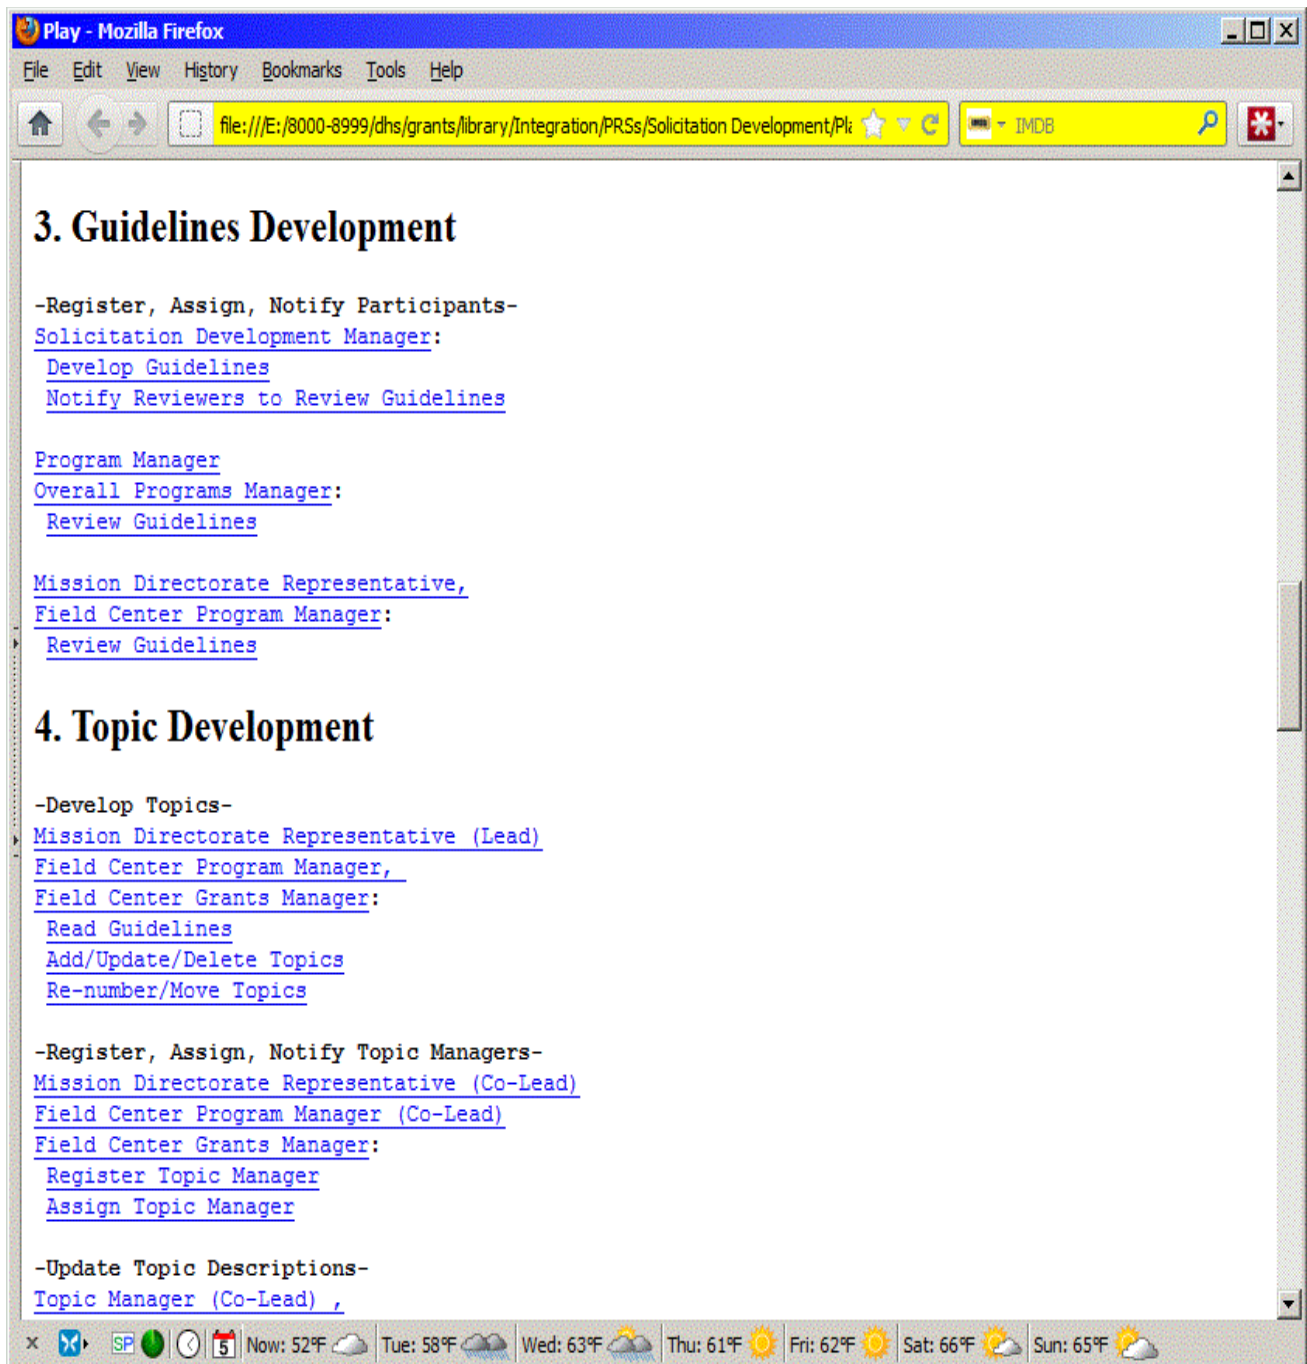 Play - Mozilla Firefox
File Edit View History Bookmarks Tools Help
file:///E:/8000-8999/dhs/grants/library/Integration/PRSs/Solicitation Development/Pla IMDB
3. Guidelines Development
-Register, Assign, Notify Participants-
Solicitation Development Manager:
Develop Guidelines
Notify Reviewers to Review Guidelines
Program Manager
Overall Programs Manager:
Review Guidelines
Mission Directorate Representative,
Field Center Program Manager:
Review Guidelines
4. Topic Development
-Develop Topics-
Mission Directorate Representative (Lead)
Field Center Program Manager,
Field Center Grants Manager:
Read Guidelines
Add/Update/Delete Topics
Re-number/Move Topics
-Register, Assign, Notify Topic Managers-
Mission Directorate Representative (Co-Lead)
Field Center Program Manager (Co-Lead)
Field Center Grants Manager:
Register Topic Manager
Assign Topic Manager
-Update Topic Descriptions-
Topic Manager (Co-Lead) ,
SP 5 Now: 52°F Tue: 58°F Wed: 63°F Thu: 61°F Fri: 62°F Sat: 66°F Sun: 65°F